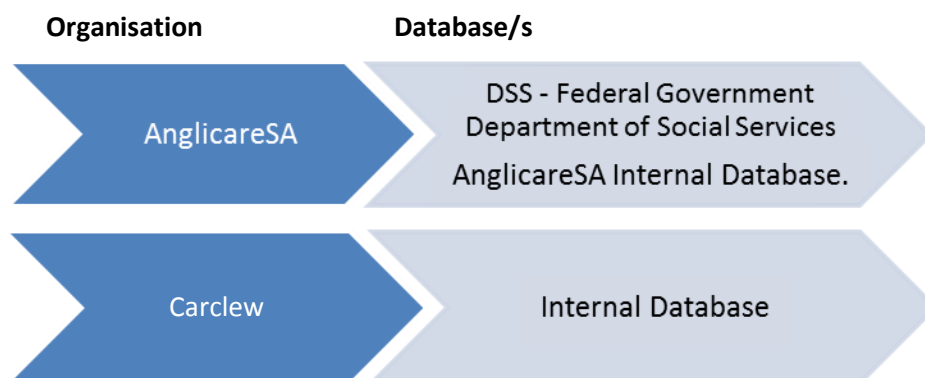 Organisation Database/s
AnglicareSA
DSS - Federal Government
Department of Social Services
AnglicareSA Internal Database.
Carclew
Internal Database